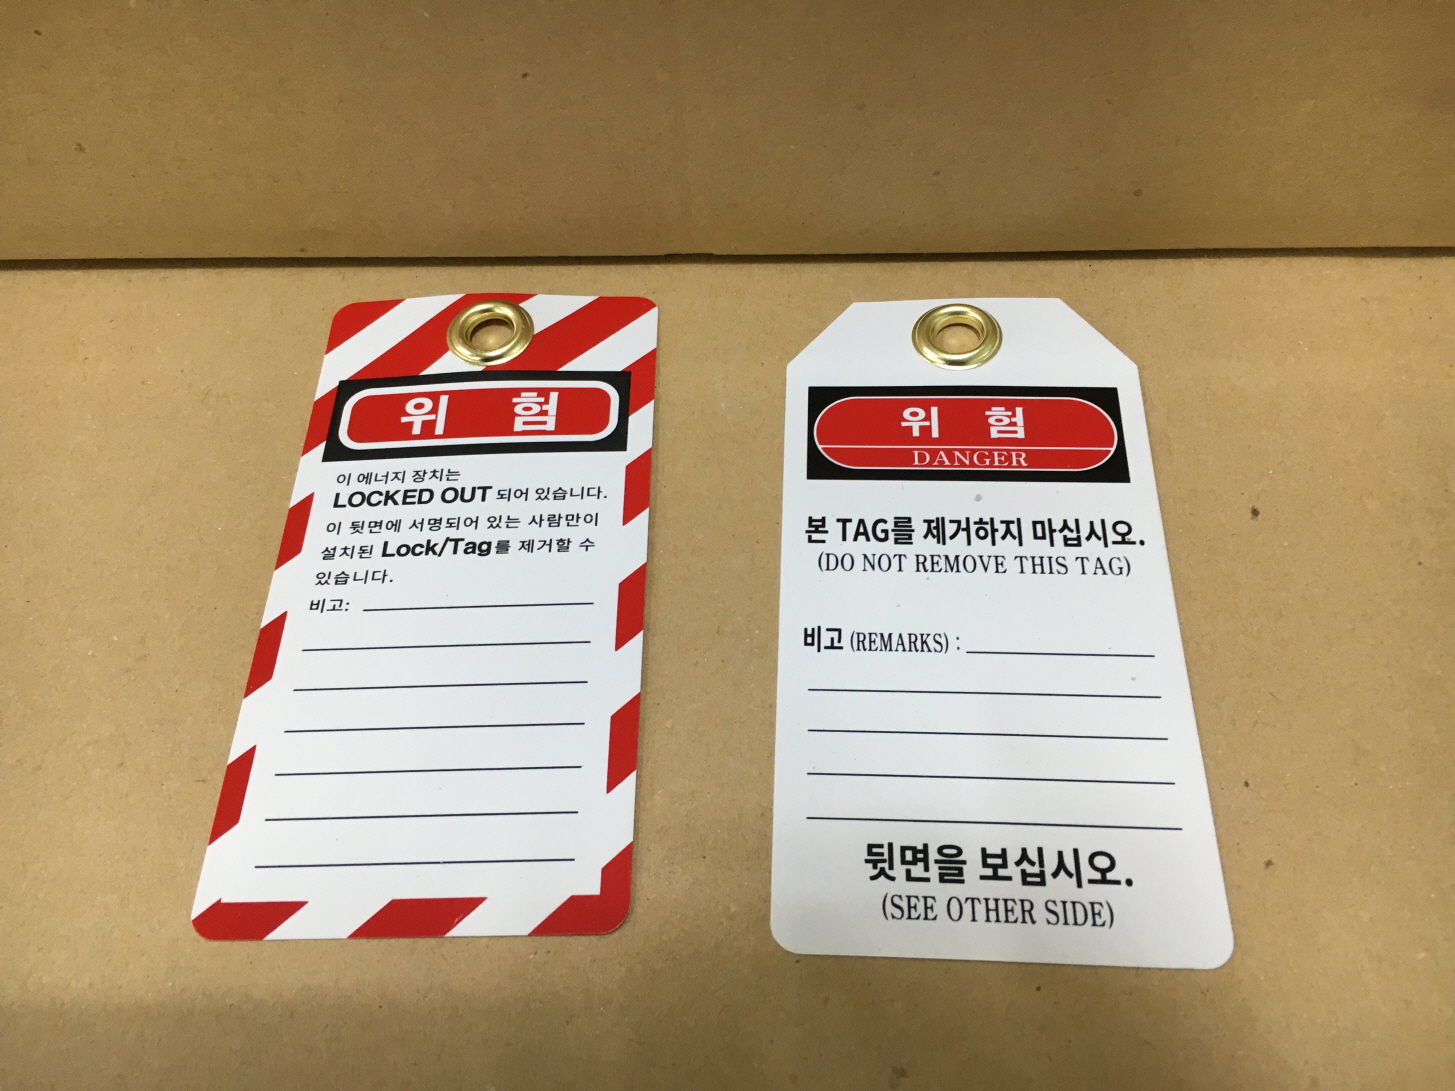 위 험
이 에너지 장치는
LOCKED OUT 되어 있습니다.
이 뒷면에 서명되어 있는 사람만이
설치된 Lock/Tag를 제거할 수
있습니다.
비고:
위 험
DANGER
본 TAG를 제거하지 마십시오.
(DO NOT REMOVE THIS TAG)
비고 (REMARKS) :
뒷면을 보십시오.
(SEE OTHER SIDE)